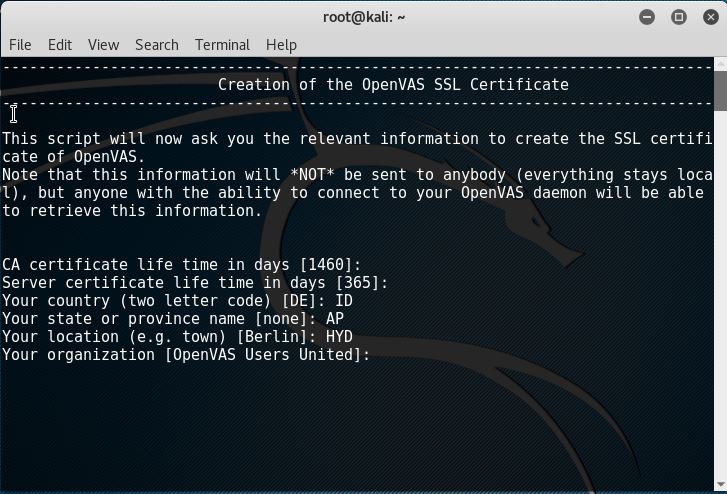 root@kali: ~
File Edit View Search Terminal Help
-------------------------------------------------------------------------------
Creation of the OpenVAS SSL Certificate
-------------------------------------------------------------------------------
This script will now ask you the relevant information to create the SSL certifi
cate of OpenVAS.
Note that this information will *NOT* be sent to anybody (everything stays loca
l), but anyone with the ability to connect to your OpenVAS daemon will be able
to retrieve this information.
CA certificate life time in days [1460]:
Server certificate life time in days [365]:
Your country (two letter code) [DE]: ID
Your state or province name [none]: AP
Your location (e.g. town) [Berlin]: HYD
Your organization [OpenVAS Users United]: